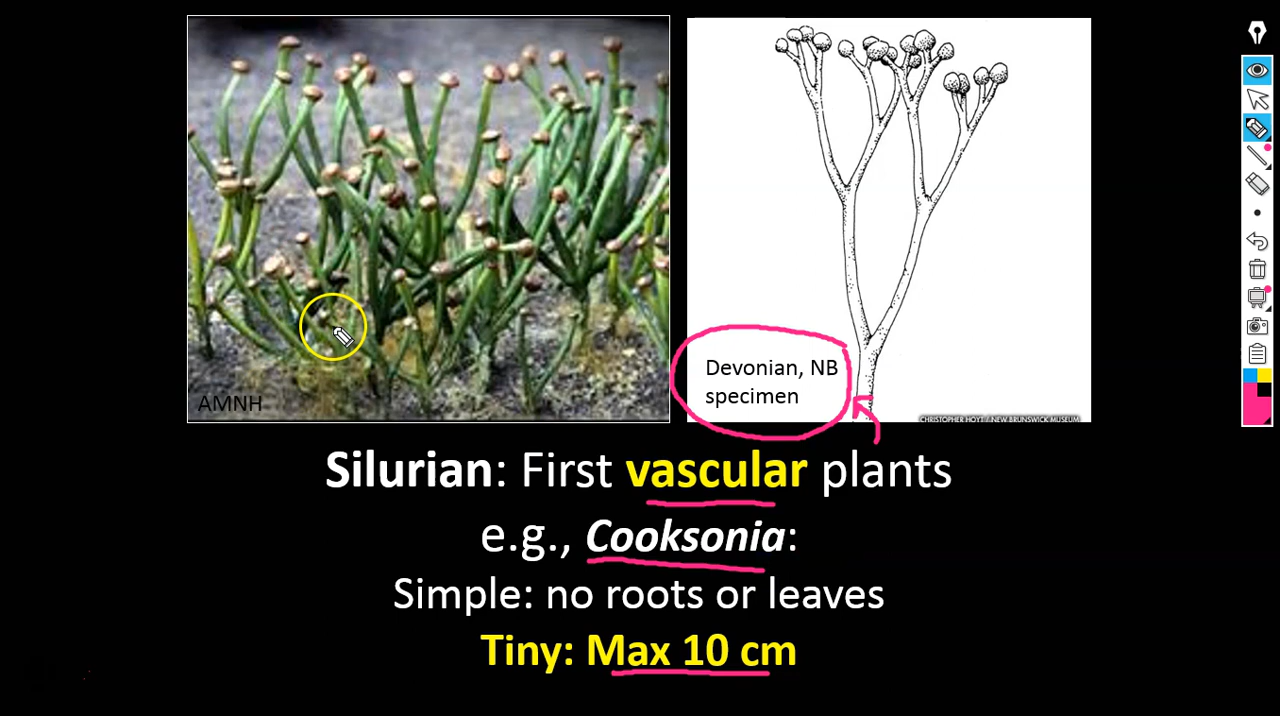 AMNH
Devonian, NB
specimen
CHRISTOPHER HOYT / NEW BRUNSWICK MUSEUM
Silurian: First vascular plants
e.g., Cooksonia:
Simple: no roots or leaves
Tiny: Max 10 cm